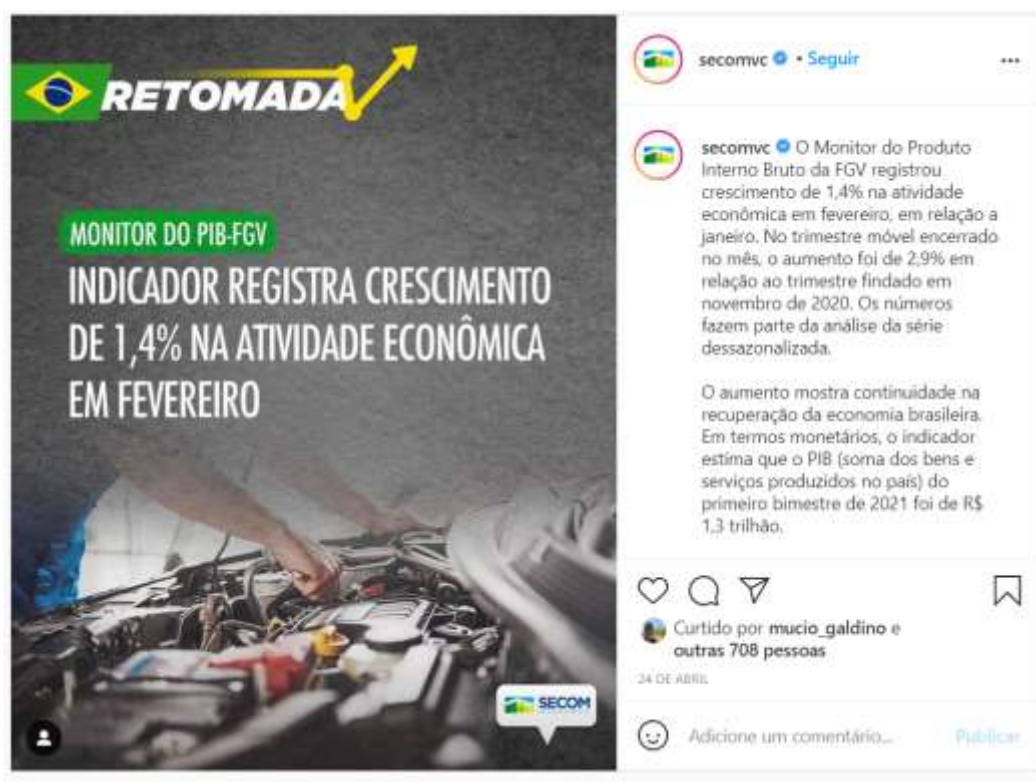 RETOMADA
MONITOR DO PIB-FGV
INDICADOR REGISTRA CRESCIMENTO
DE 1,4% NA ATIVIDADE ECONÔMICA
EM FEVEREIRO
SECOM
secomvc • Seguir
secomvc O Monitor do Produto
Interno Bruto da FGV registrou
crescimento de 1,4% na atividade
econômica em fevereiro, em relação a
janeiro. No trimestre móvel encerrado
no mês, o aumento foi de 2,9% em
relação ao trimestre findado em
novembro de 2020. Os números
fazem parte da análise da série
dessazonalizada.
O aumento mostra continuidade na
recuperação da economia brasileira.
Em termos monetários, o indicador
estima que o PIB (soma dos bens e
serviços produzidos no país) do
primeiro bimestre de 2021 foi de R$
1,3 trilhão.
Curtido por mucio_galdino e
outras 708 pessoas
24 DE ABRIL
Adicione um comentário... Publicar